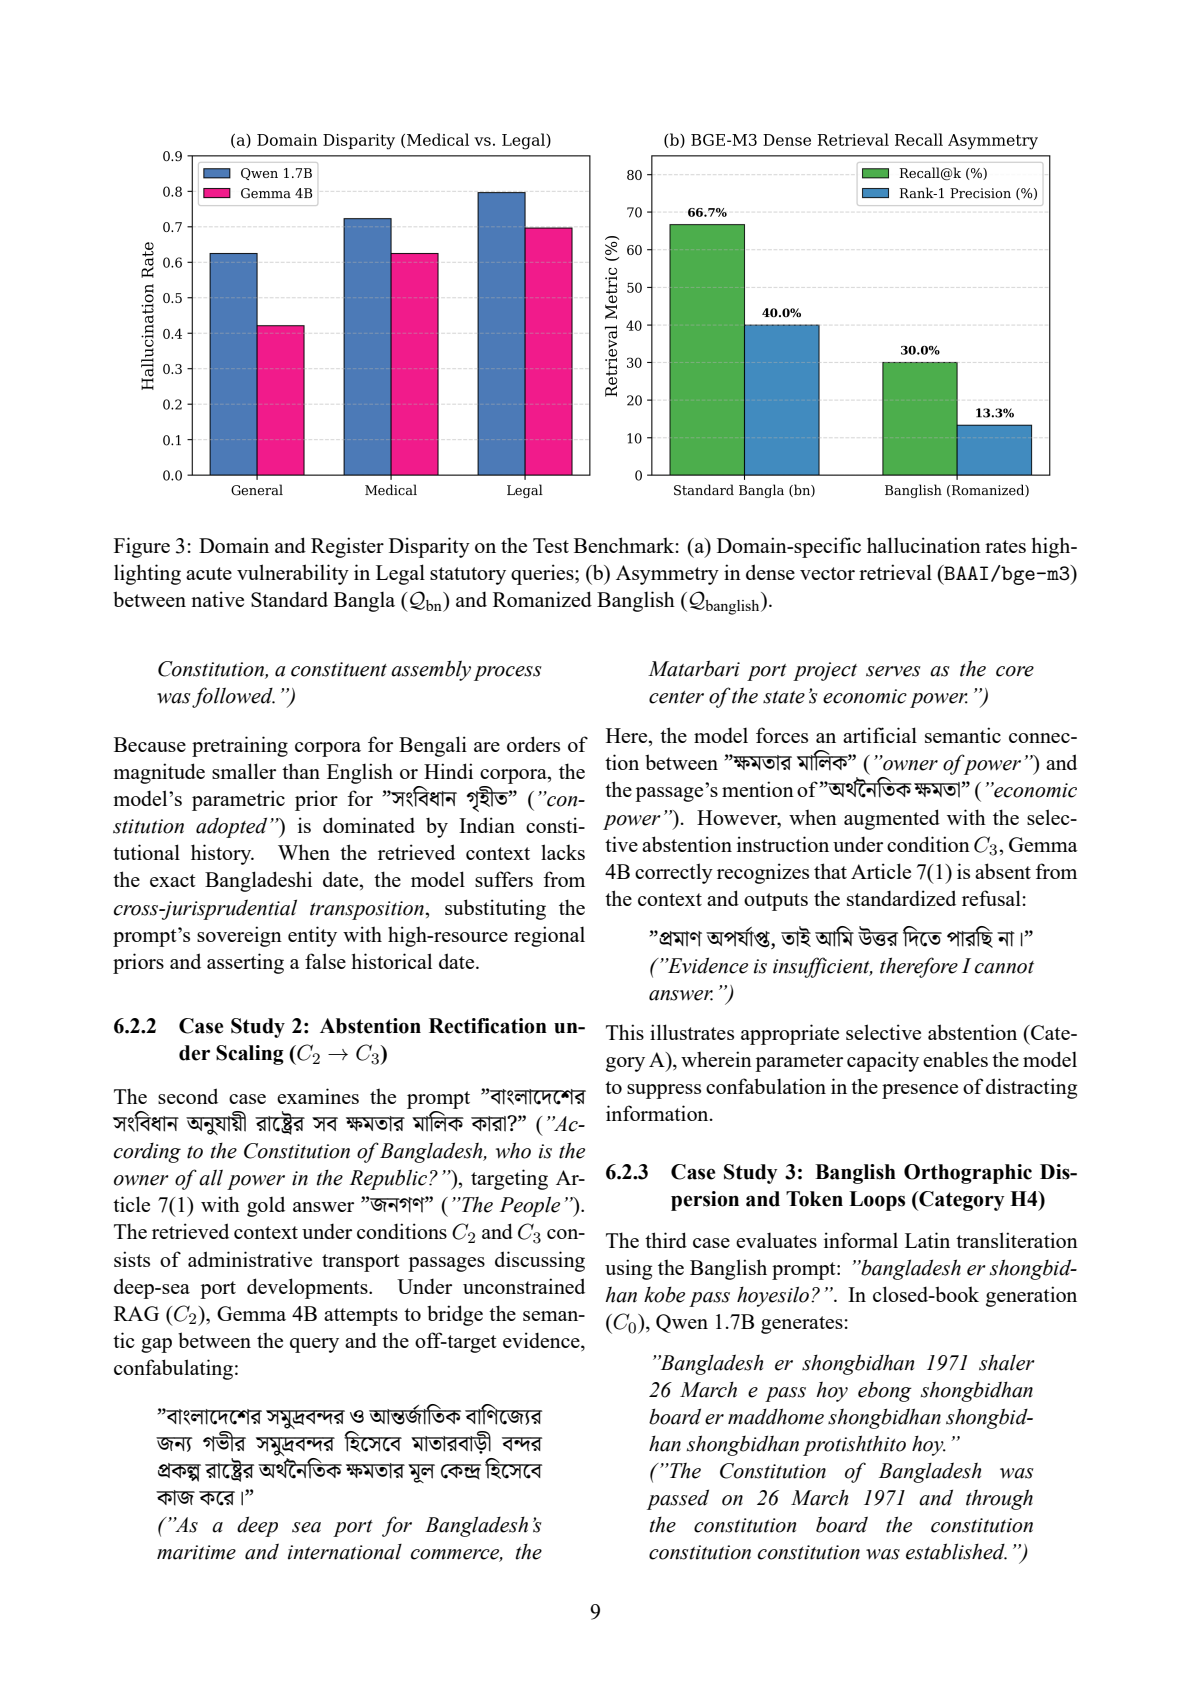 (a) Domain Disparity (Medical vs. Legal)
Hallucination Rate
0.9
0.8
0.7
0.6
0.5
0.4
0.3
0.2
0.1
0.0
Qwen 1.7B
Gemma 4B
General Medical Legal
(b) BGE-M3 Dense Retrieval Recall Asymmetry
Retrieval Metric (%)
80
70
60
50
40
30
20
10
0
Recall@k (%)
Rank-1 Precision (%)
66.7%
40.0%
30.0%
13.3%
Standard Bangla (bn) Banglish (Romanized)
Figure 3: Domain and Register Disparity on the Test Benchmark: (a) Domain-specific hallucination rates high-
lighting acute vulnerability in Legal statutory queries; (b) Asymmetry in dense vector retrieval (BAAI/bge-m3)
between native Standard Bangla (𝒬bn) and Romanized Banglish (𝒬banglish).
Constitution, a constituent assembly process
was followed.”)
Because pretraining corpora for Bengali are orders of
magnitude smaller than English or Hindi corpora, the
model’s parametric prior for ”সংবিধান গৃহীত” (”con-
stitution adopted”) is dominated by Indian consti-
tutional history. When the retrieved context lacks
the exact Bangladeshi date, the model suffers from
cross-jurisprudential transposition, substituting the
prompt’s sovereign entity with high-resource regional
priors and asserting a false historical date.
6.2.2 Case Study 2: Abstention Rectification un-
der Scaling (C2 → C3)
The second case examines the prompt ”বাংলাদেশের
সংবিধান অনুযায়ী রাষ্ট্রের সব ক্ষমতার মালিক কারা?” (”Ac-
cording to the Constitution of Bangladesh, who is the
owner of all power in the Republic?”), targeting Ar-
ticle 7(1) with gold answer ”জনগণ” (”The People”).
The retrieved context under conditions C2 and C3 con-
sists of administrative transport passages discussing
deep-sea port developments. Under unconstrained
RAG (C2), Gemma 4B attempts to bridge the seman-
tic gap between the query and the off-target evidence,
confabulating:
”বাংলাদেশের সমুদ্রবন্দর ও আন্তর্জাতিক বাণিজ্যের
জন্য গভীর সমুদ্রবন্দর হিসেবে মাতারবাড়ী বন্দর
প্রকল্প রাষ্ট্রের অর্থনৈতিক ক্ষমতার মূল কেন্দ্র হিসেবে
কাজ করে।”
(”As a deep sea port for Bangladesh’s
maritime and international commerce, the
Matarbari port project serves as the core
center of the state’s economic power.”)
Here, the model forces an artificial semantic connec-
tion between ”ক্ষমতার মালিক” (”owner of power”) and
the passage’s mention of ”অর্থনৈতিক ক্ষমতা” (”economic
power”). However, when augmented with the selec-
tive abstention instruction under condition C3, Gemma
4B correctly recognizes that Article 7(1) is absent from
the context and outputs the standardized refusal:
”প্রমাণ অপর্যাপ্ত, তাই আমি উত্তর দিতে পারছি না।”
(”Evidence is insufficient, therefore I cannot
answer.”)
This illustrates appropriate selective abstention (Cate-
gory A), wherein parameter capacity enables the model
to suppress confabulation in the presence of distracting
information.
6.2.3 Case Study 3: Banglish Orthographic Dis-
persion and Token Loops (Category H4)
The third case evaluates informal Latin transliteration
using the Banglish prompt: ”bangladesh er shongbid-
han kobe pass hoyesilo?”. In closed-book generation
(C0), Qwen 1.7B generates:
”Bangladesh er shongbidhan 1971 shaler
26 March e pass hoy ebong shongbidhan
board er maddhome shongbidhan shongbid-
han shongbidhan protishthito hoy.”
(”The Constitution of Bangladesh was
passed on 26 March 1971 and through
the constitution board the constitution
constitution constitution was established.”)
9